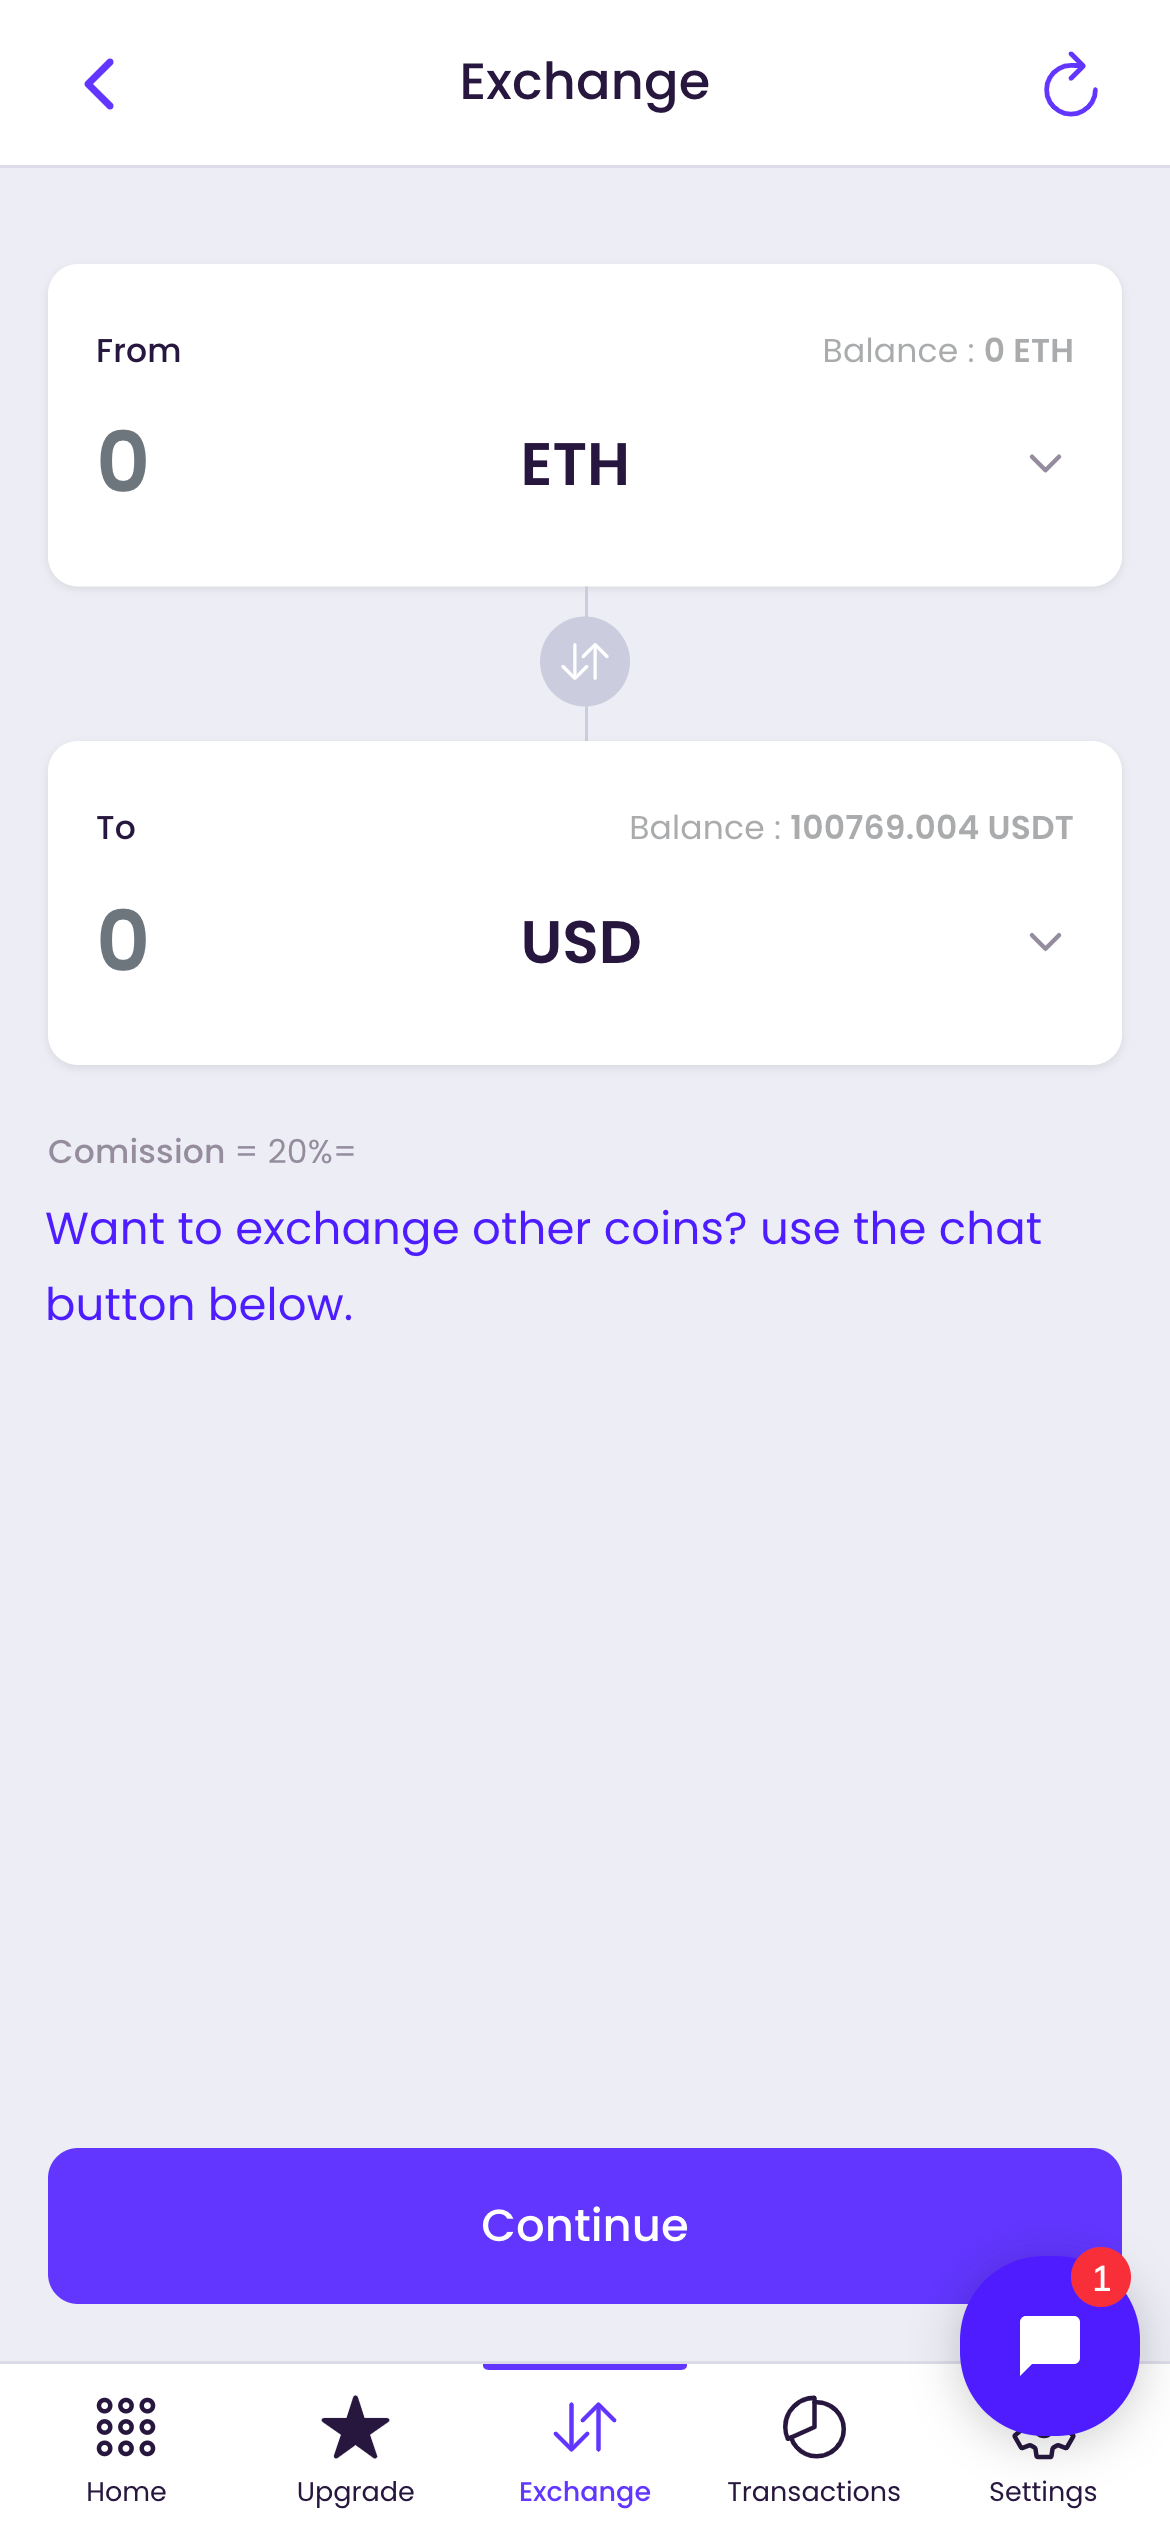 Exchange
From
Balance : 0 ETH
0
ETH
To
Balance : 100769.004 USDT
0
USD
Comission = 20%=
Want to exchange other coins? use the chat
button below.
Continue
1
Home
Upgrade
Exchange
Transactions
Settings